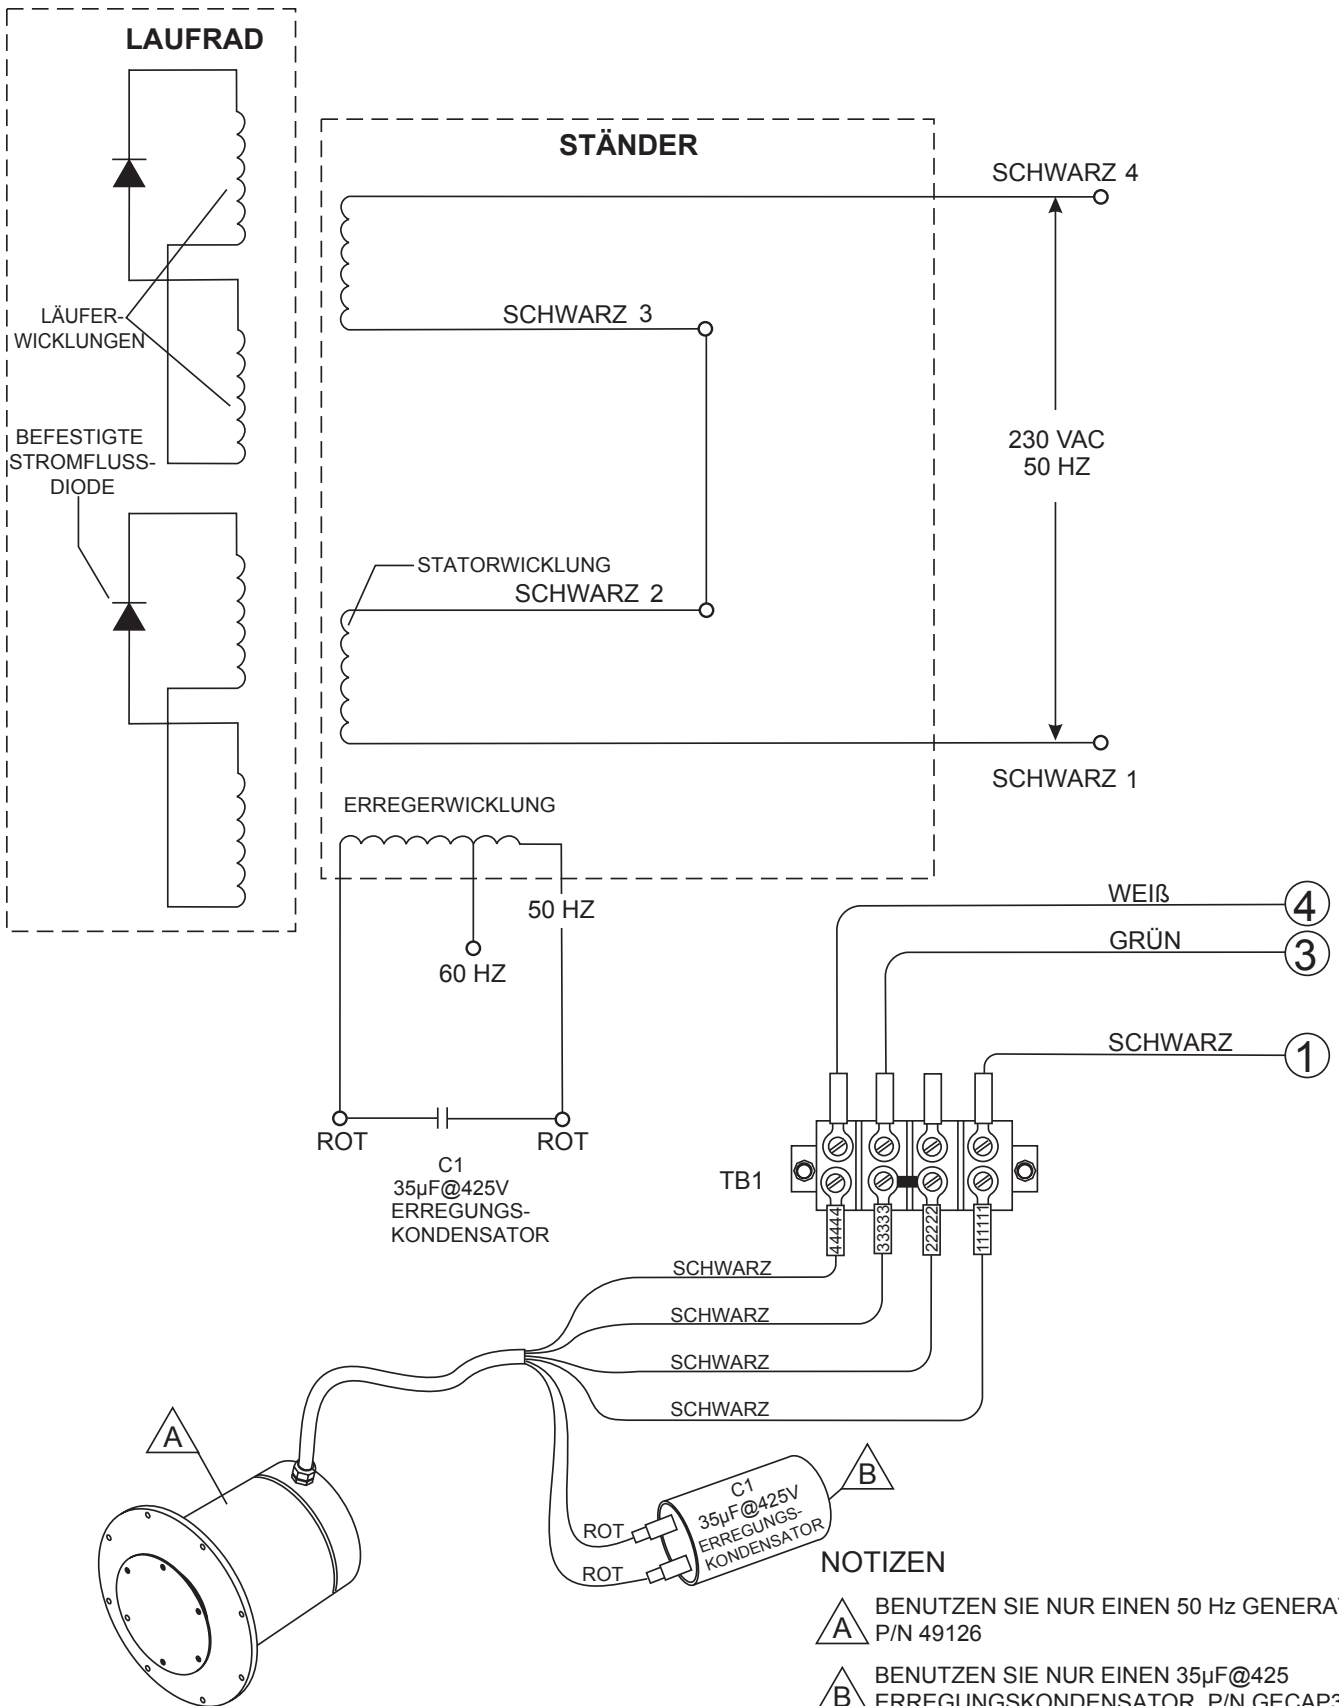 LAUFRAD
STÄNDER
SCHWARZ 4
SCHWARZ 3
LÄUFER-
WICKLUNGEN
230 VAC
50 HZ
BEFESTIGTE
STROMFLUSS-
DIODE
STATORWICKLUNG
SCHWARZ 2
SCHWARZ 1
ERREGERWICKLUNG
50 HZ
60 HZ
WEIß
4
GRÜN
3
SCHWARZ
1
ROT
ROT
C1
35µF@425V
ERREGUNGS-
KONDENSATOR
TB1
44444
33333
22222
111111
SCHWARZ
SCHWARZ
SCHWARZ
SCHWARZ
A
B
C1
35µF@425V
ERREGUNGS-
KONDENSATOR
ROT
ROT
NOTIZEN
A
BENUTZEN SIE NUR EINEN 50 Hz
P/N 49126
B
BENUTZEN SIE NUR EINEN 35µF@425
ERREGUNGSKONDENSATOR, P/N